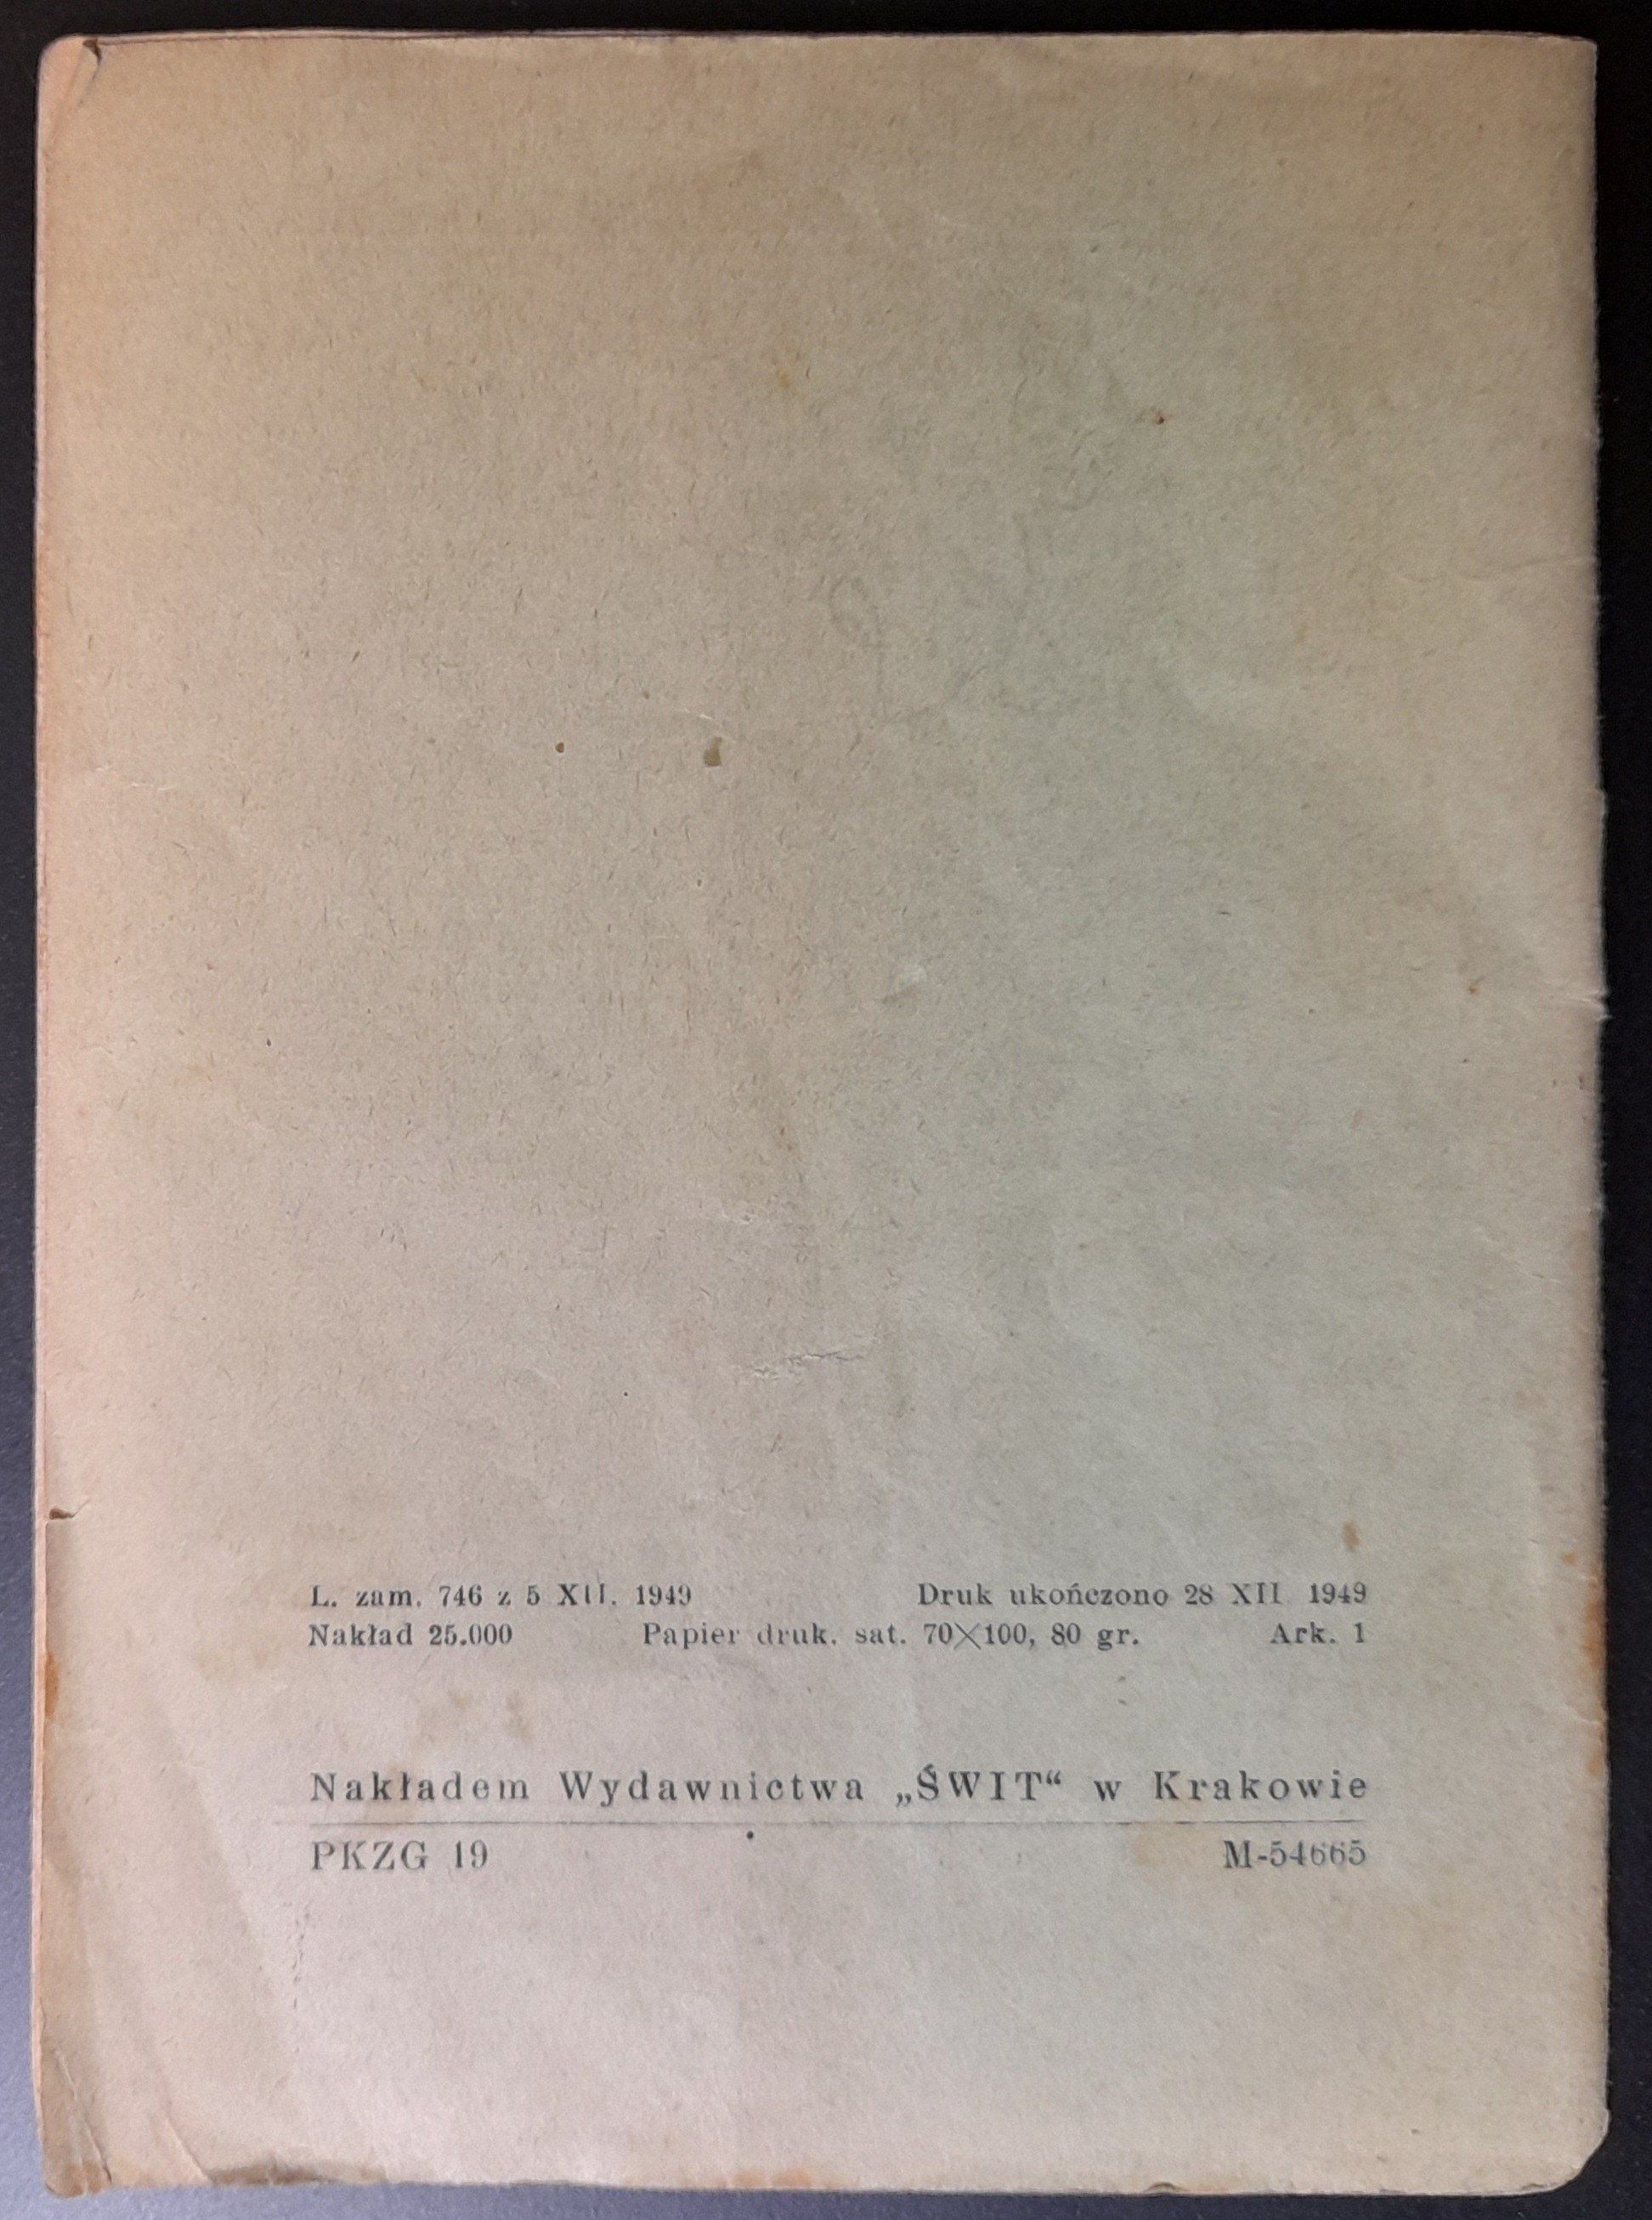 L. zam. 746 z 5 XII. 1949 Druk ukończono 28 XII 1949
Nakład 25.000 Papier druk. sat. 70×100, 80 gr. Ark. 1
Nakładem Wydawnictwa „ŚWIT“ w Krakowie
PKZG 19 M-54665